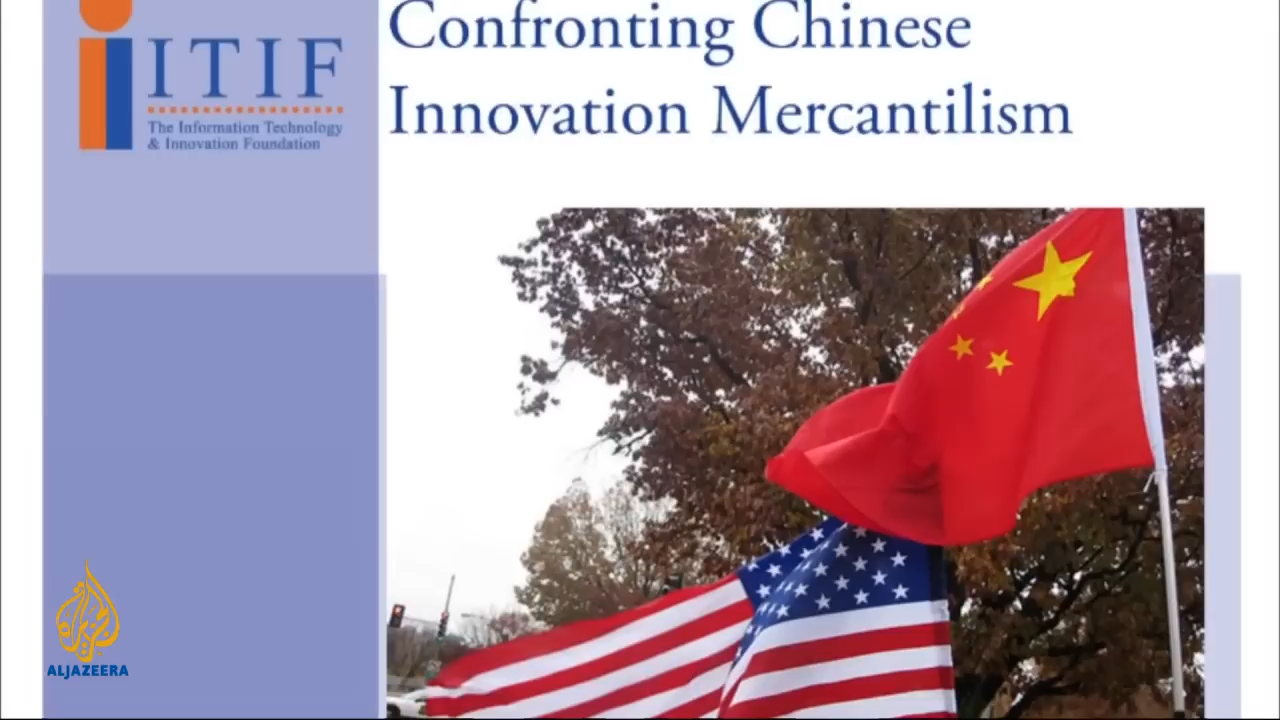 ITIF
The Information Technology
& Innovation Foundation
Confronting Chinese
Innovation Mercantilism
ALJAZEERA